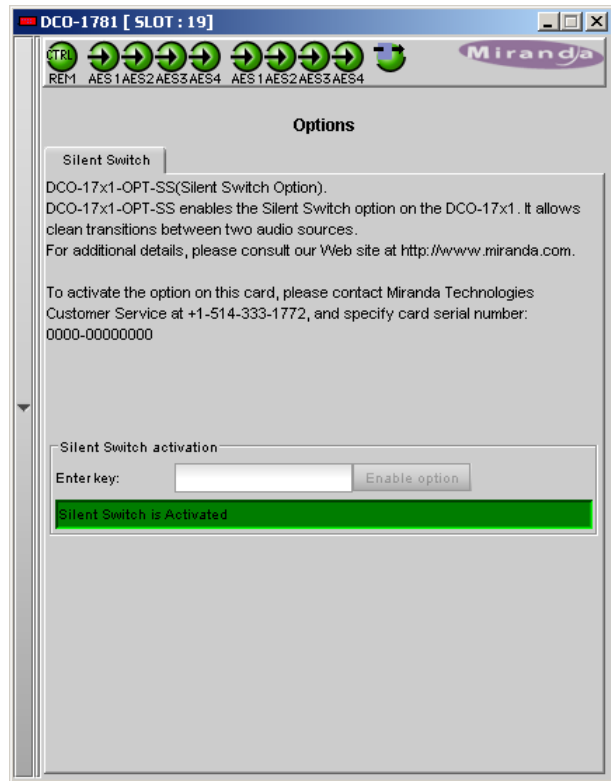 DCO-1781 [ SLOT : 19]
CTRL
REM AES1 AES2 AES3 AES4 AES1 AES2 AES3 AES4
Miranda
Options
Silent Switch
DCO-17x1-OPT-SS(Silent Switch Option).
DCO-17x1-OPT-SS enables the Silent Switch option on the DCO-17x1. It allows
clean transitions between two audio sources.
For additional details, please consult our Web site at http://www.miranda.com.
To activate the option on this card, please contact Miranda Technologies
Customer Service at +1-514-333-1772, and specify card serial number:
0000-00000000
Silent Switch activation
Enter key: Enable option
Silent Switch is Activated